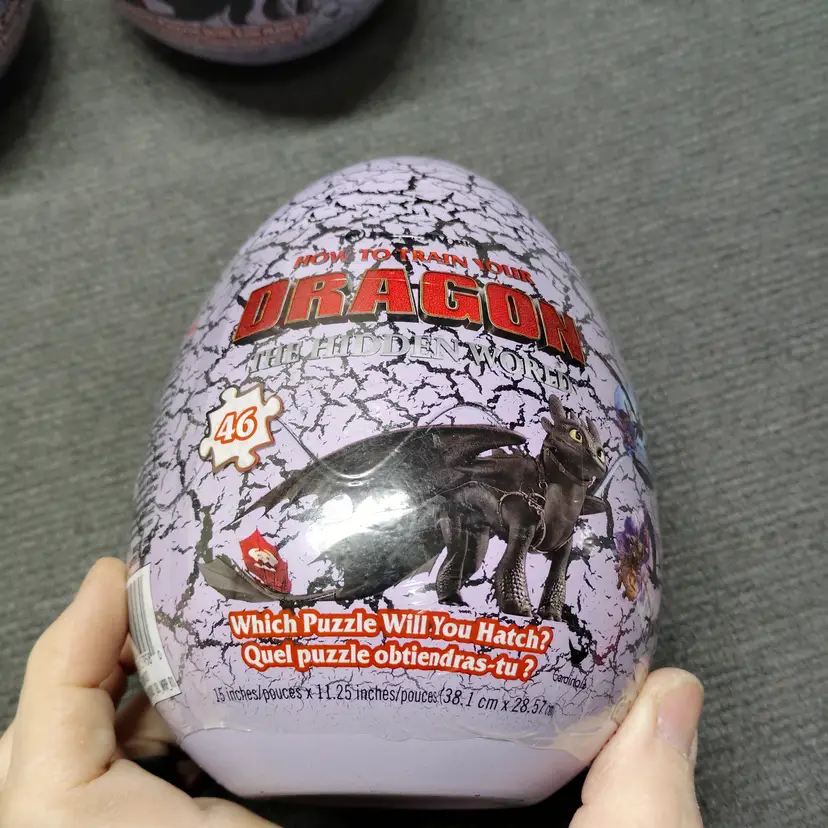 HOW TO TRAIN YOUR
DRAGON
THE HIDDEN WORLD
46
Which Puzzle Will You Hatch?
Quel puzzle obtiendras-tu ?
Cardinal
15 inches/pouces x 11.25 inches/pouces (38.1 cm x 28.57 cm